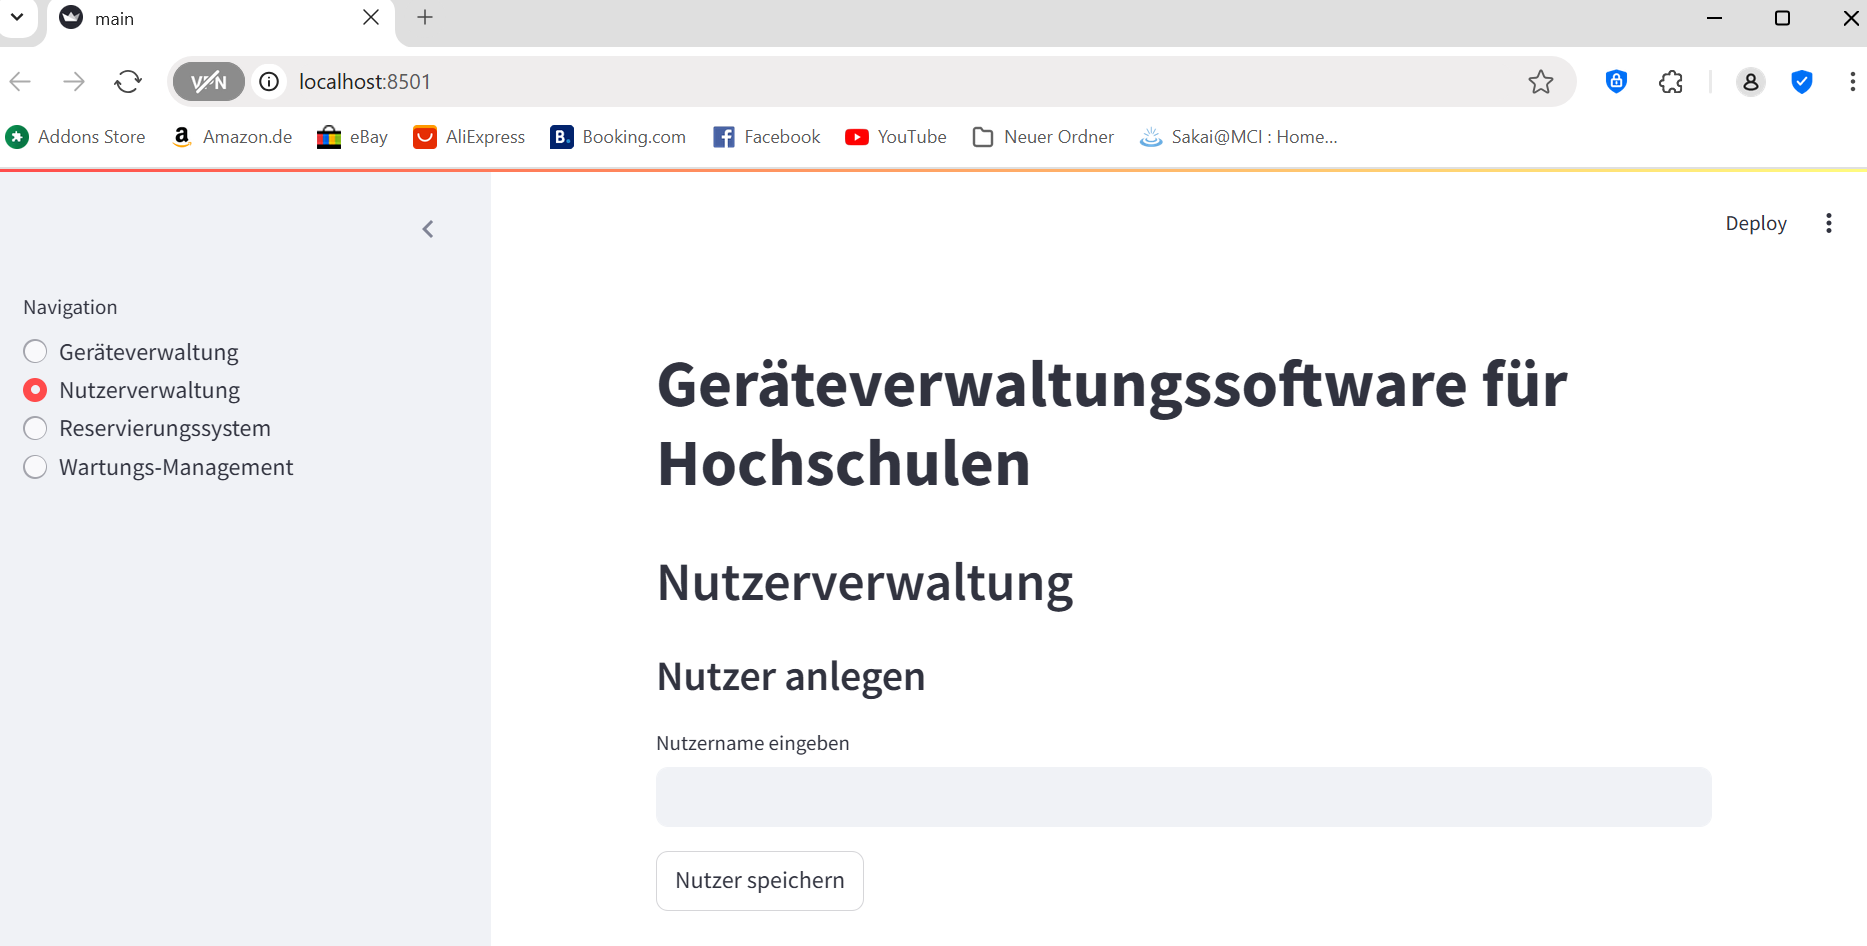 main
VPN
localhost:8501
Addons Store
Amazon.de
eBay
AliExpress
B.
Booking.com
Facebook
YouTube
Neuer Ordner
Sakai@MCI : Home...
Deploy
Navigation
Geräteverwaltung
Nutzerverwaltung
Reservierungssystem
Wartungs-Management
Geräteverwaltungssoftware für
Hochschulen
Nutzerverwaltung
Nutzer anlegen
Nutzername eingeben
Nutzer speichern